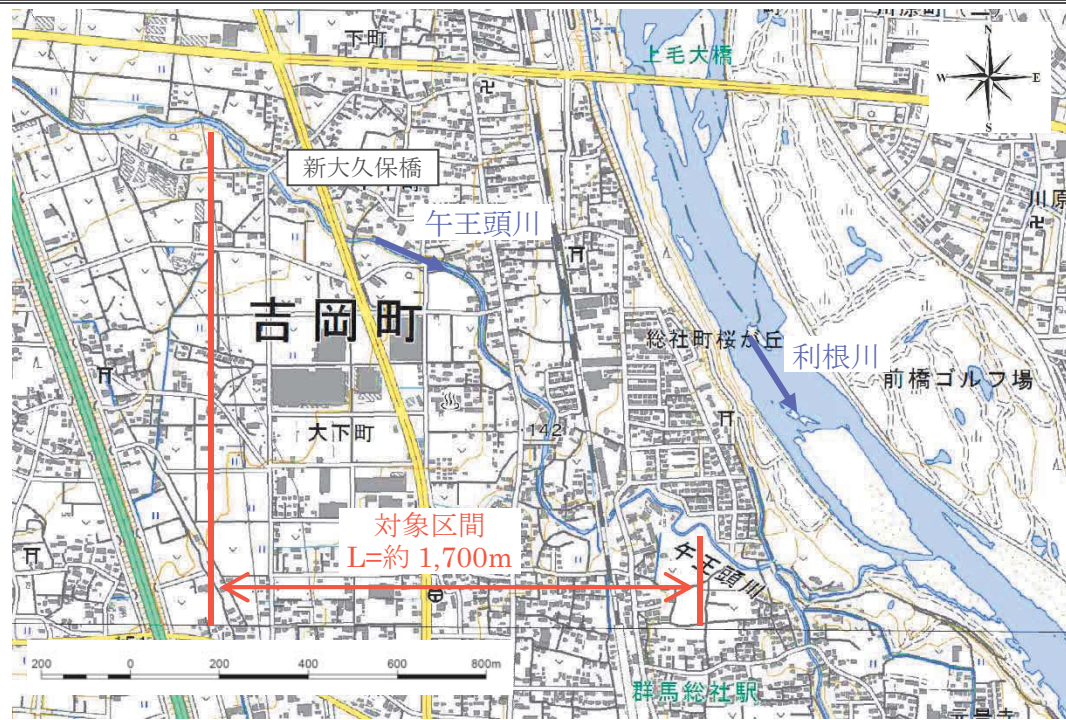 下町
上毛大橋
川原町
N
W
E
S
新大久保橋
午王頭川
川原
吉岡町
総社町桜が丘
利根川
前橋ゴルフ場
大下町
142
対象区間
L=約 1,700m
午王頭川
200
0
200
400
600
800m
群馬総社駅